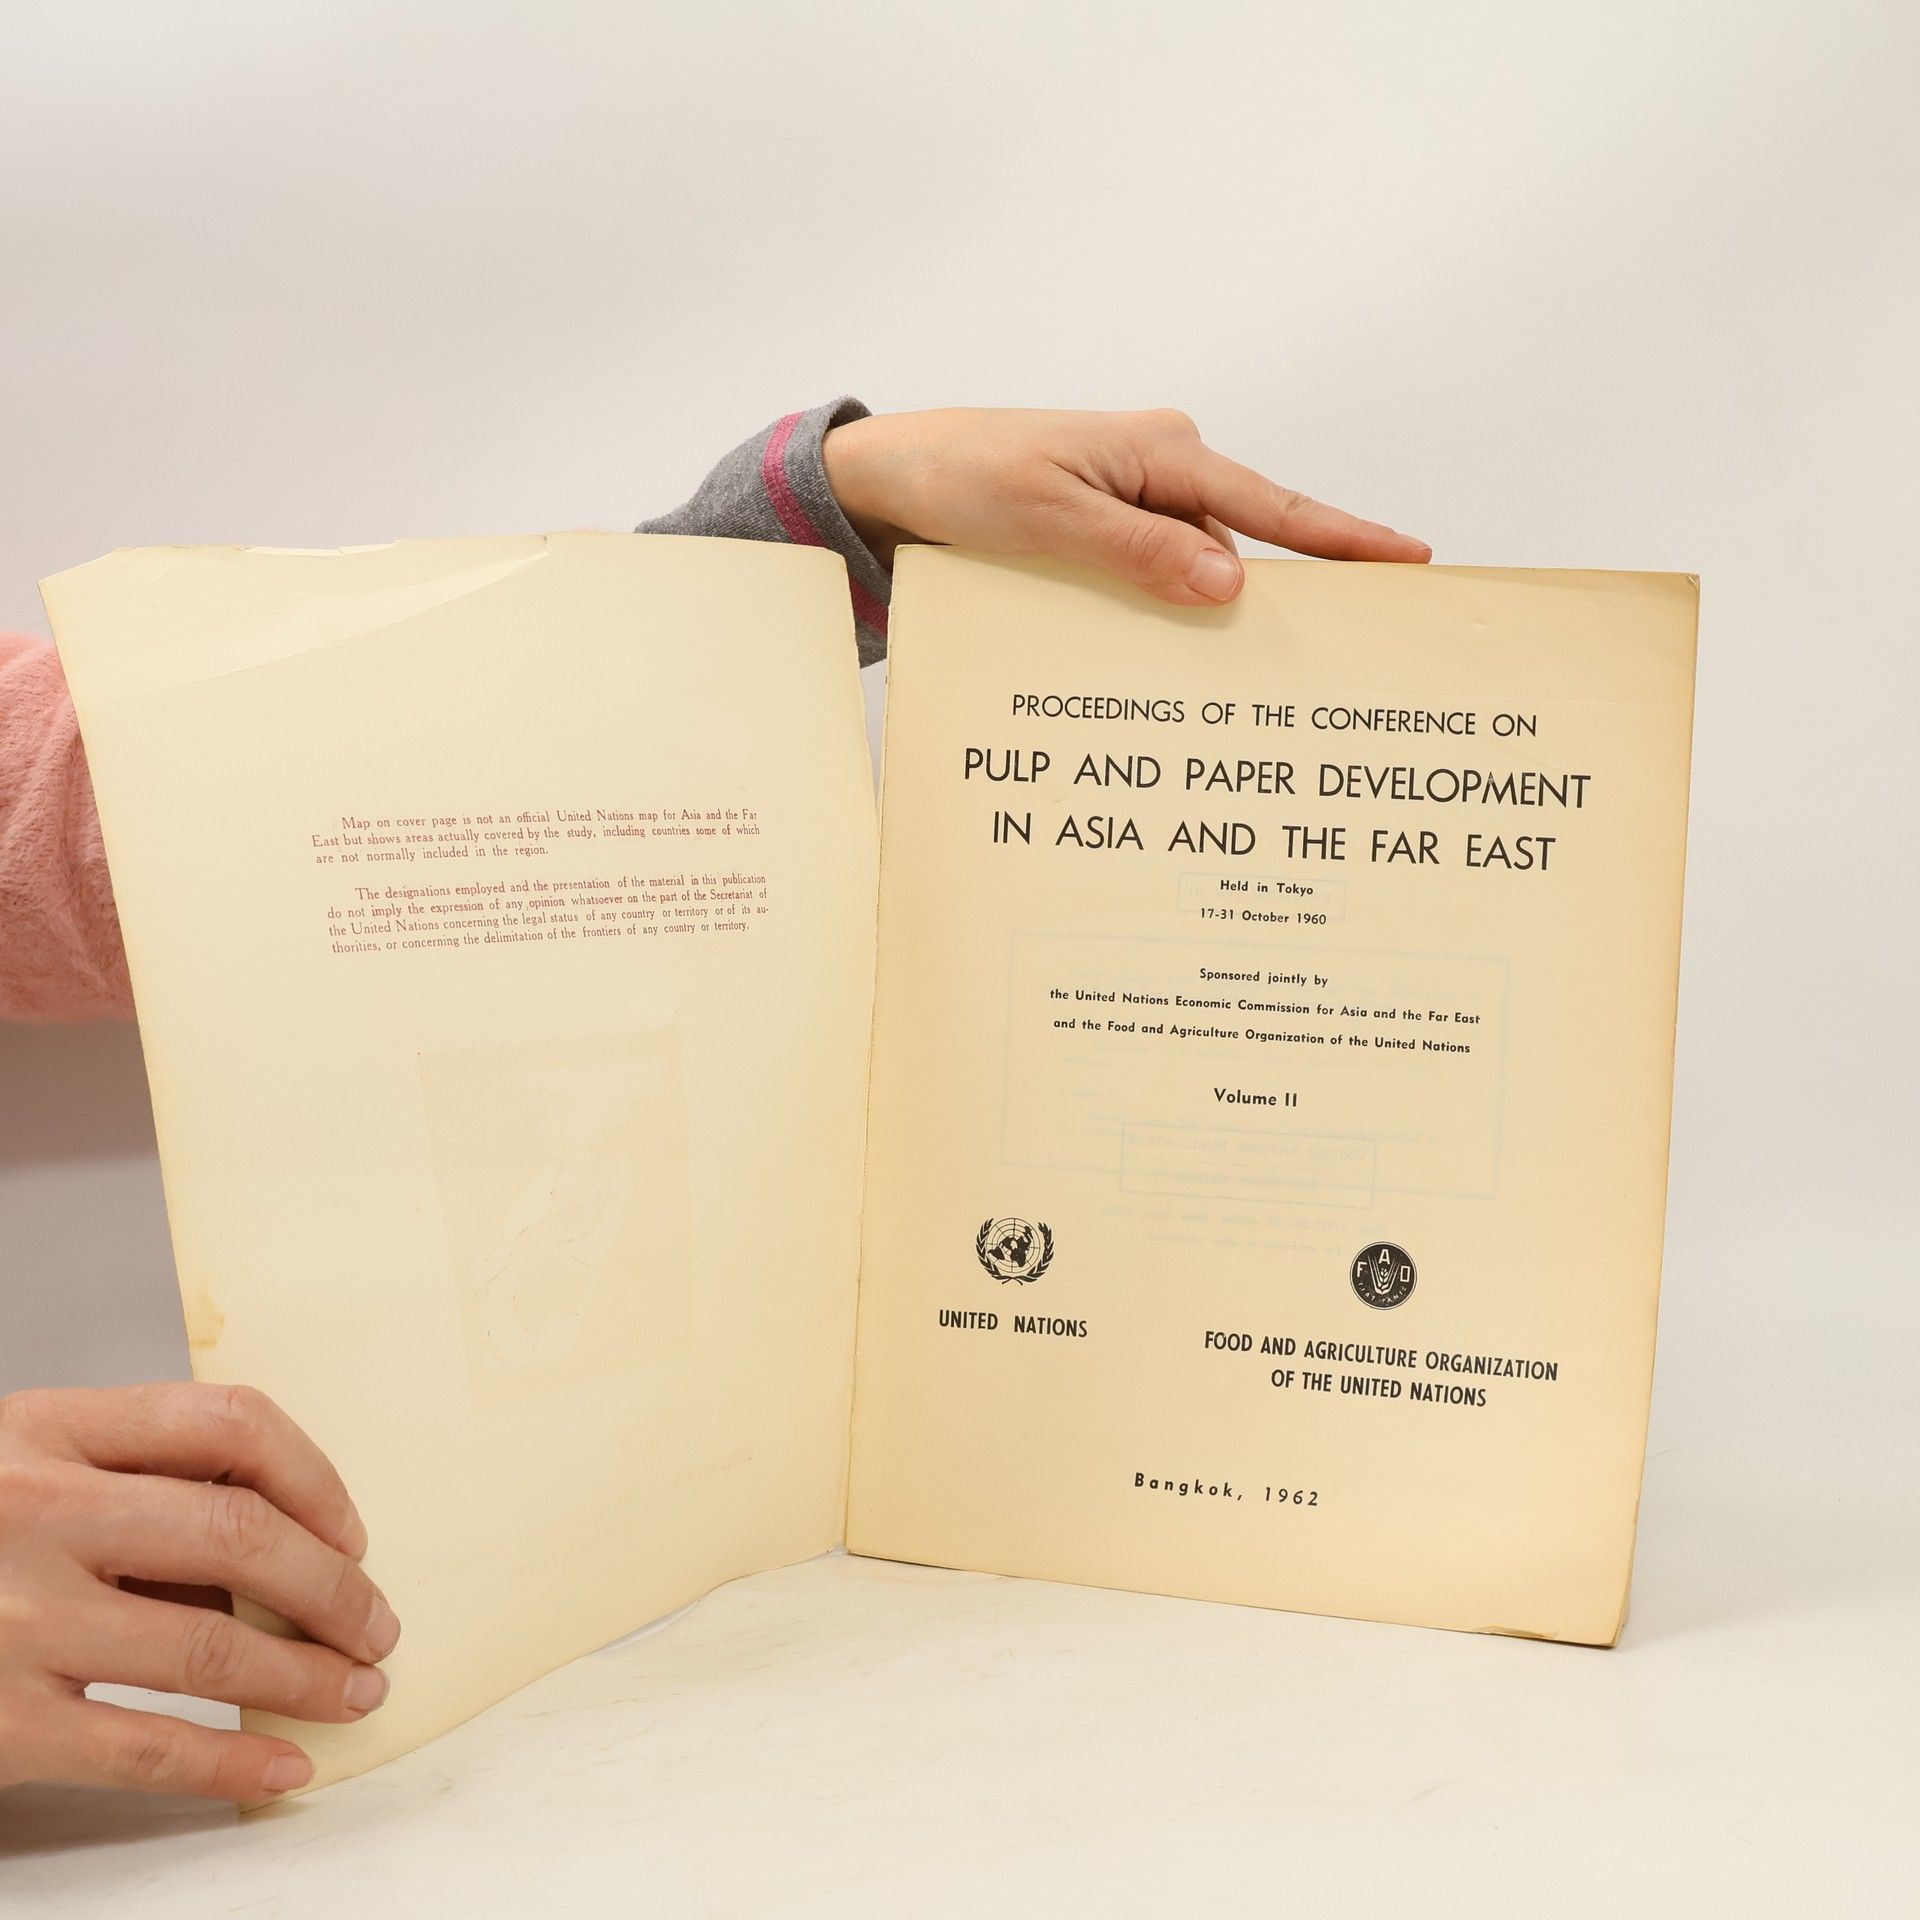 Map on cover page is not an official United Nations map for Asia and the Far
East but shows areas actually covered by the study, including countries some of which
are not normally included in the region.
The designations employed and the presentation of the material in this publication
do not imply the expression of any opinion whatsoever on the part of the Secretariat of
the United Nations concerning the legal status of any country or territory or of its au-
thorities, or concerning the delimitation of the frontiers of any country or territory.
PROCEEDINGS OF THE CONFERENCE ON
PULP AND PAPER DEVELOPMENT
IN ASIA AND THE FAR EAST
Held in Tokyo
17-31 October 1960
Sponsored jointly by
the United Nations Economic Commission for Asia and the Far East
and the Food and Agriculture Organization of the United Nations
Volume II
F A O
FIAT PANIS
UNITED NATIONS
FOOD AND AGRICULTURE ORGANIZATION
OF THE UNITED NATIONS
Bangkok, 1962